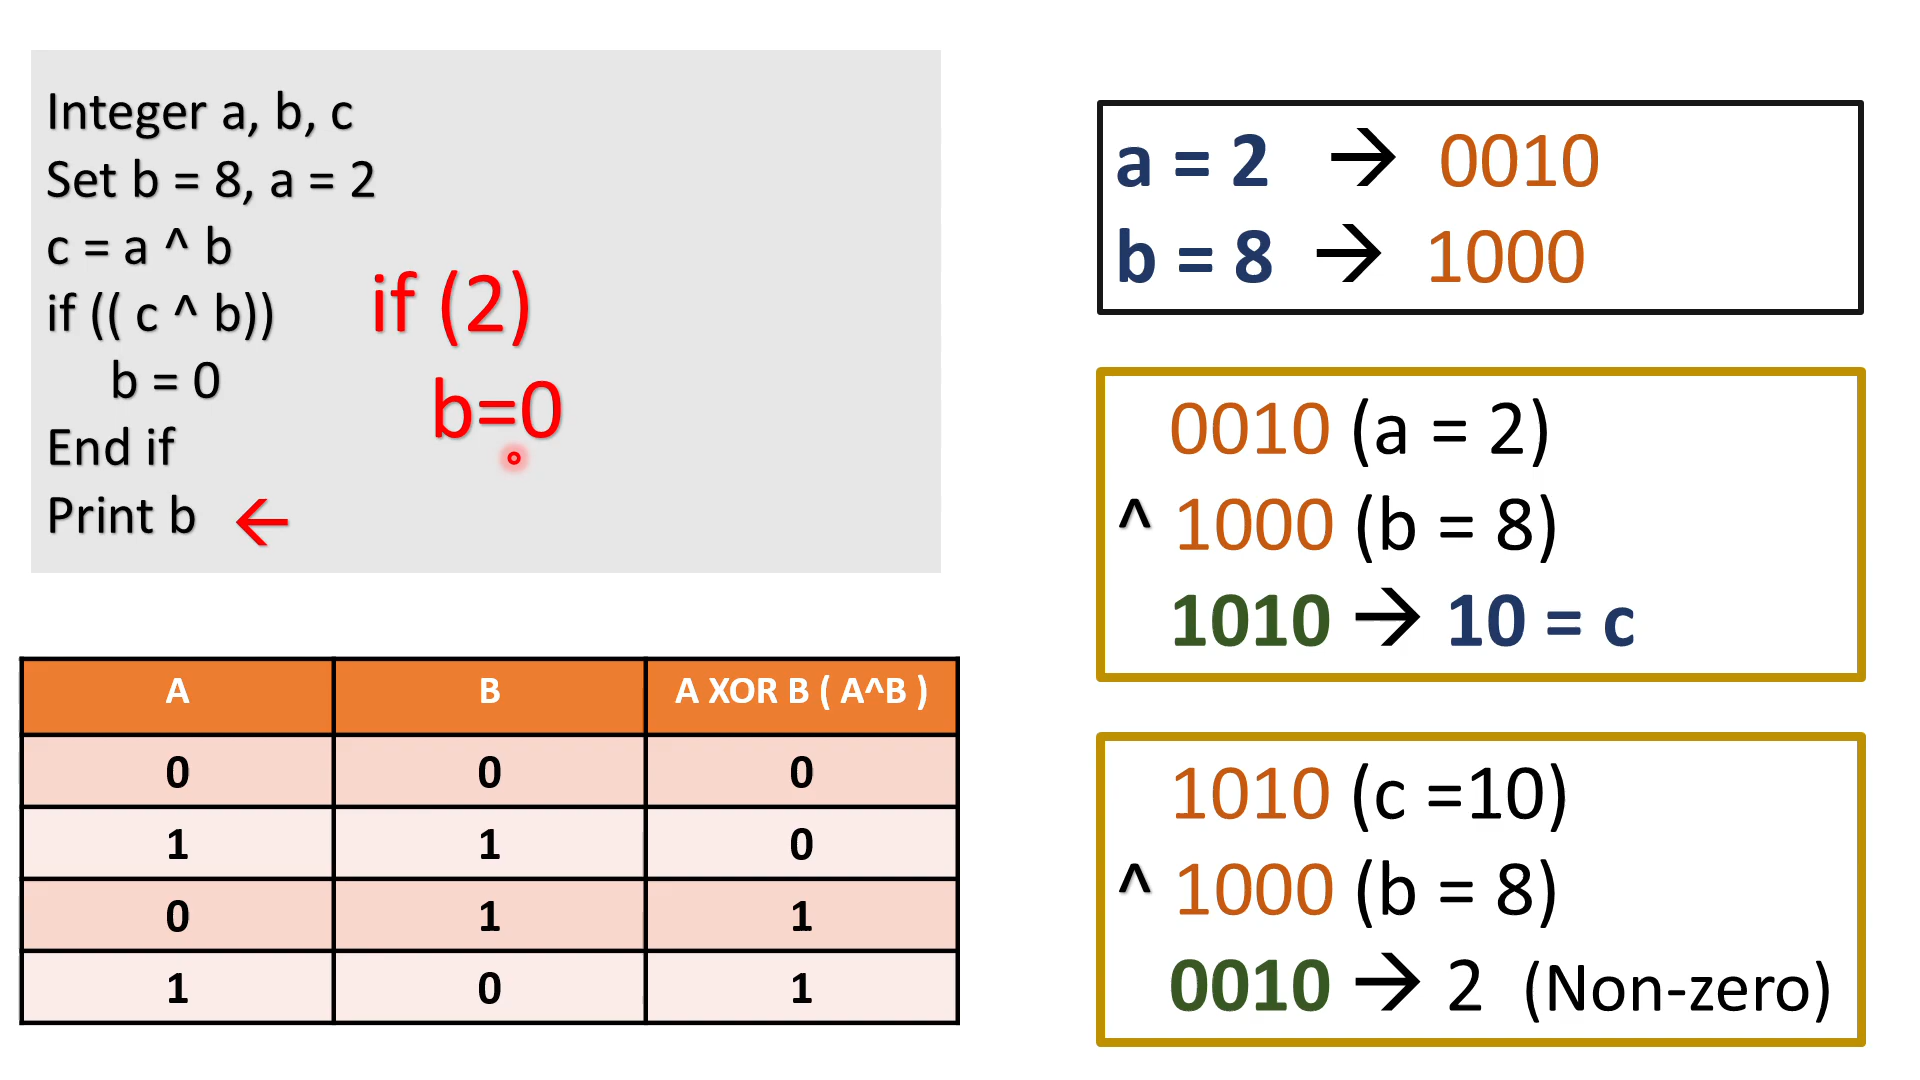 Integer a, b, c
Set b = 8, a = 2
c = a ^ b
if (( c ^ b))
b = 0
End if
Print b ←
if (2)
b=0
a = 2 → 0010
b = 8 → 1000
0010 (a = 2)
^ 1000 (b = 8)
1010 → 10 = c
1010 (c =10)
^ 1000 (b = 8)
0010 → 2 (Non-zero)
A B A XOR B ( A^B )
0 0 0
1 1 0
0 1 1
1 0 1